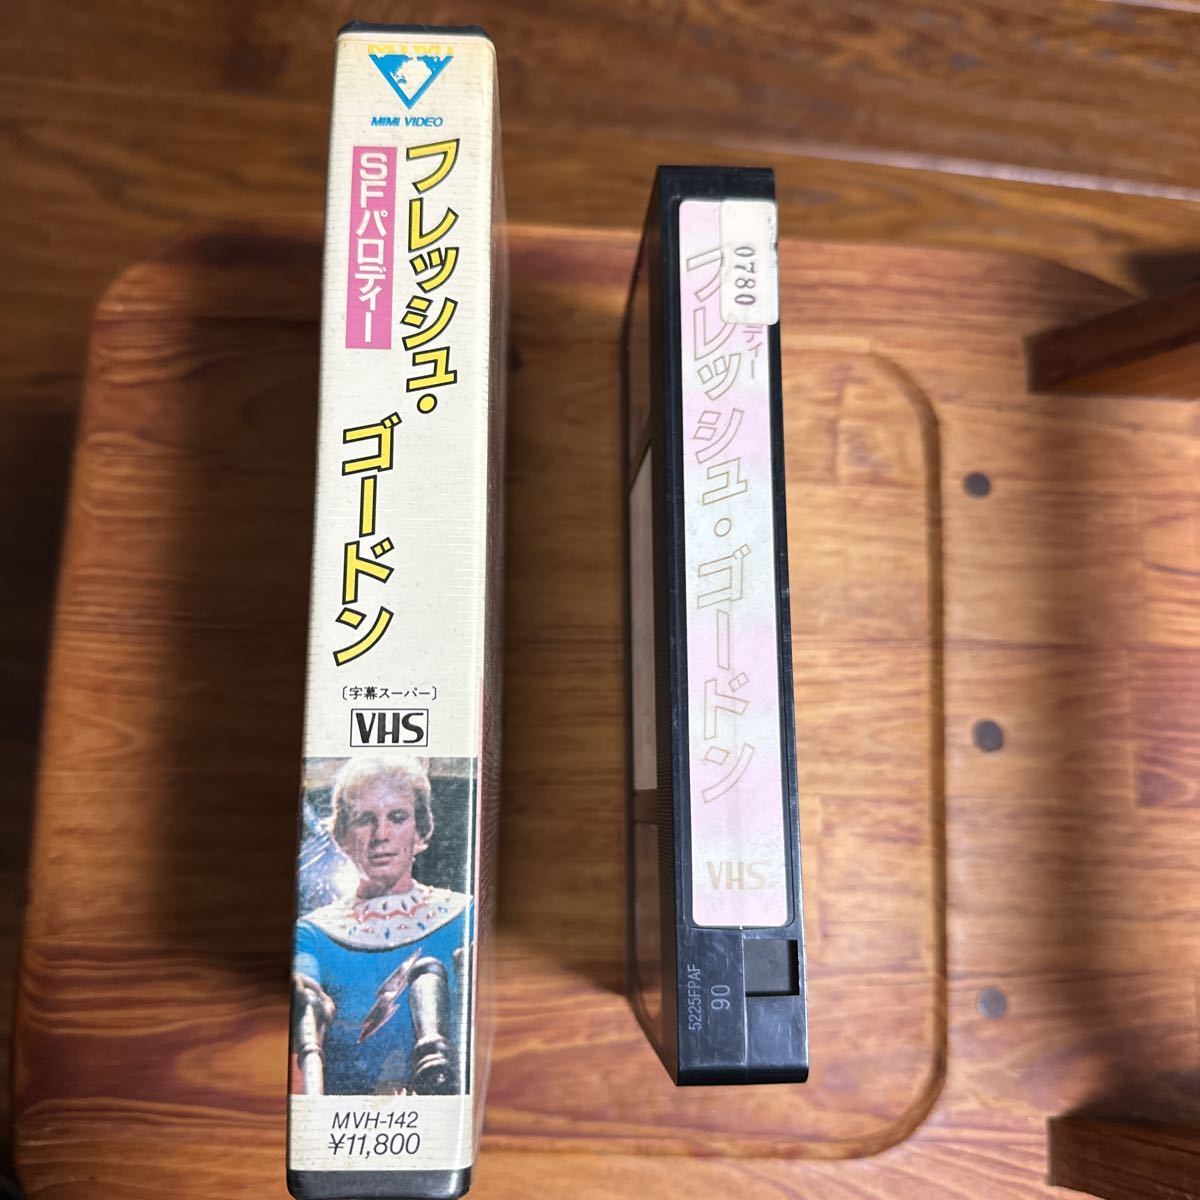 MIMI VIDEO
SFパロディー
フレッシュ・
ゴードン
〔字幕スーパー〕
VHS
MVH-142
¥11,800
0780
ディー
フレッシュ・ゴードン
VHS
5225FPAF
90